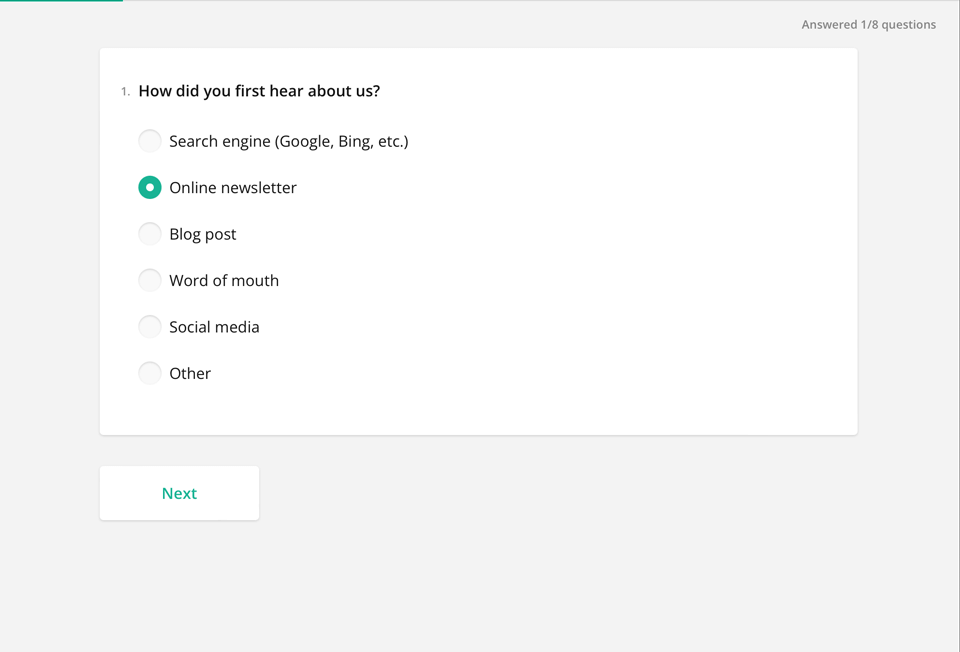 Answered 1/8 questions
1. How did you first hear about us?
Search engine (Google, Bing, etc.)
Online newsletter
Blog post
Word of mouth
Social media
Other
Next